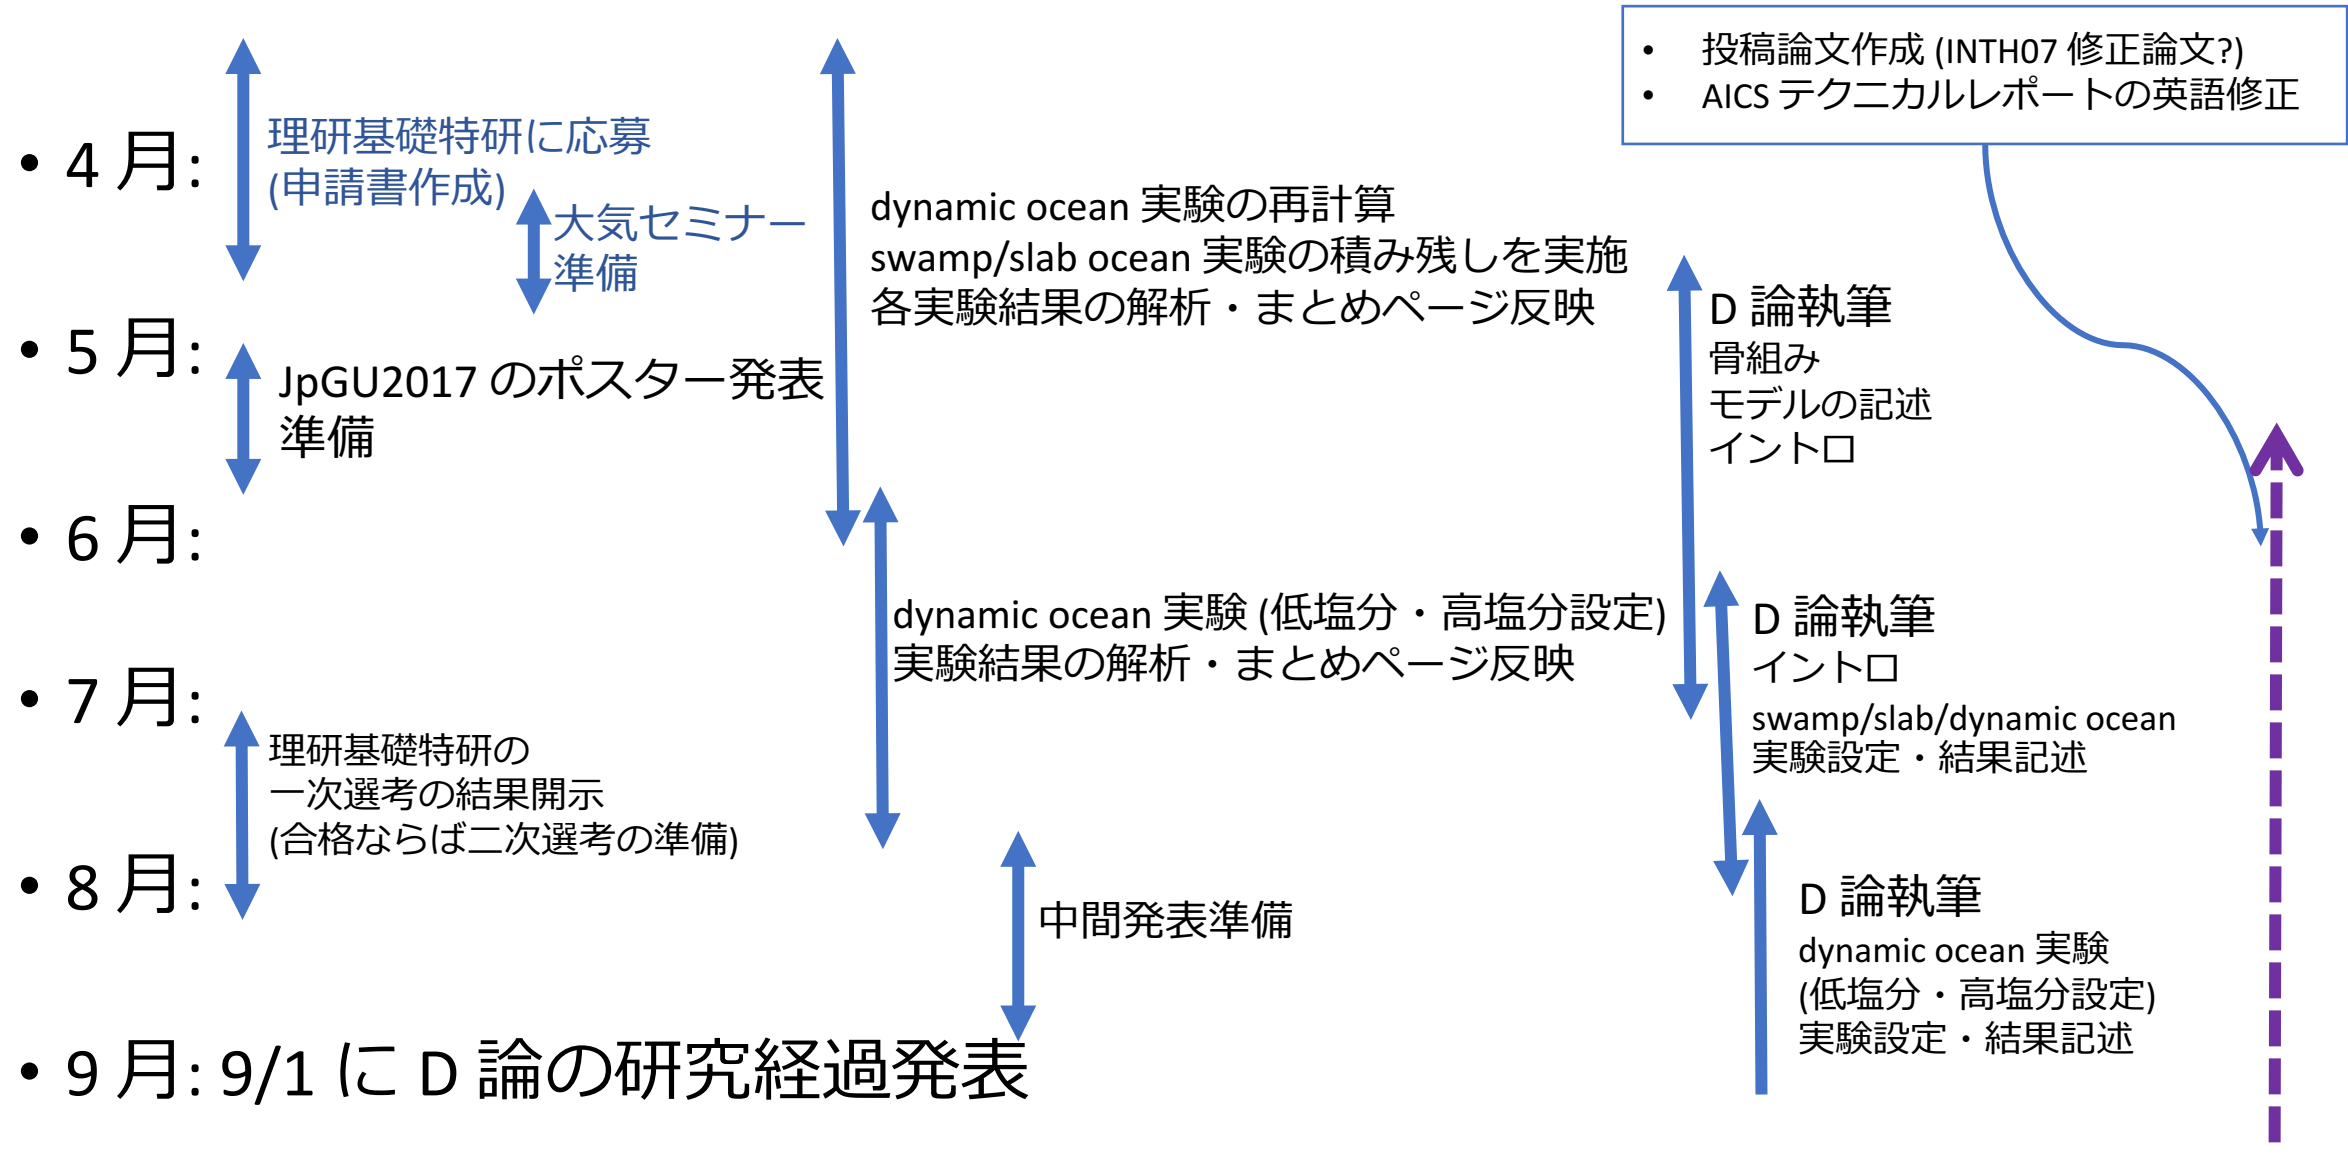 • 投稿論文作成 (INTH07 修正論文?)
• AICS テクニカルレポートの英語修正
• 4 月:
理研基礎特研に応募
(申請書作成)
大気セミナー
準備
dynamic ocean 実験の再計算
swamp/slab ocean 実験の積み残しを実施
各実験結果の解析・まとめページ反映
• 5 月:
JpGU2017 のポスター発表
準備
D 論執筆
骨組み
モデルの記述
イントロ
• 6 月:
dynamic ocean 実験 (低塩分・高塩分設定)
実験結果の解析・まとめページ反映
D 論執筆
イントロ
swamp/slab/dynamic ocean
実験設定・結果記述
• 7 月:
理研基礎特研の
一次選考の結果開示
(合格ならば二次選考の準備)
• 8 月:
中間発表準備
D 論執筆
dynamic ocean 実験
(低塩分・高塩分設定)
実験設定・結果記述
• 9 月: 9/1 に D 論の研究経過発表